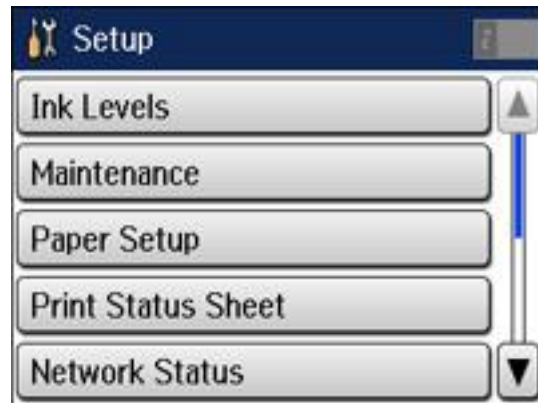 Setup
Ink Levels
Maintenance
Paper Setup
Print Status Sheet
Network Status